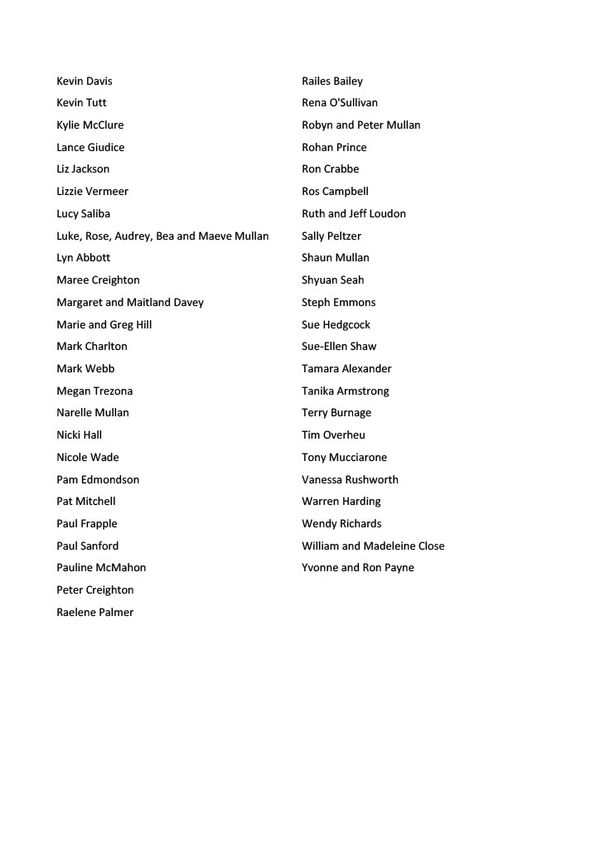 Kevin Davis
Kevin Tutt
Kylie McClure
Lance Giudice
Liz Jackson
Lizzie Vermeer
Lucy Saliba
Luke, Rose, Audrey, Bea and Maeve Mullan
Lyn Abbott
Maree Creighton
Margaret and Maitland Davey
Marie and Greg Hill
Mark Charlton
Mark Webb
Megan Trezona
Narelle Mullan
Nicki Hall
Nicole Wade
Pam Edmondson
Pat Mitchell
Paul Frapple
Paul Sanford
Pauline McMahon
Peter Creighton
Raelene Palmer
Railes Bailey
Rena O'Sullivan
Robyn and Peter Mullan
Rohan Prince
Ron Crabbe
Ros Campbell
Ruth and Jeff Loudon
Sally Peltzer
Shaun Mullan
Shyuan Seah
Steph Emmons
Sue Hedgcock
Sue-Ellen Shaw
Tamara Alexander
Tanika Armstrong
Terry Burnage
Tim Overheu
Tony Mucciarone
Vanessa Rushworth
Warren Harding
Wendy Richards
William and Madeleine Close
Yvonne and Ron Payne